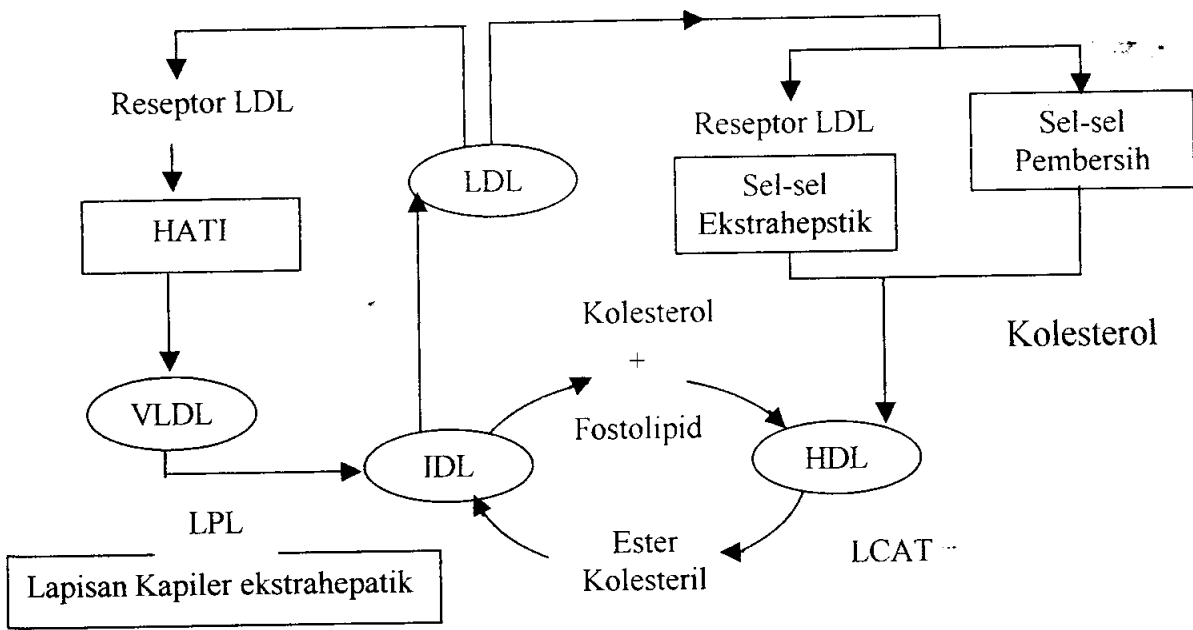 Reseptor LDL
HATI
VLDL
LPL
Lapisan Kapiler ekstrahepatik
LDL
IDL
Kolesterol
+
Fostolipid
Ester
Kolesteril
Reseptor LDL
Sel-sel
Ekstrahepstik
Sel-sel
Pembersih
Kolesterol
HDL
LCAT